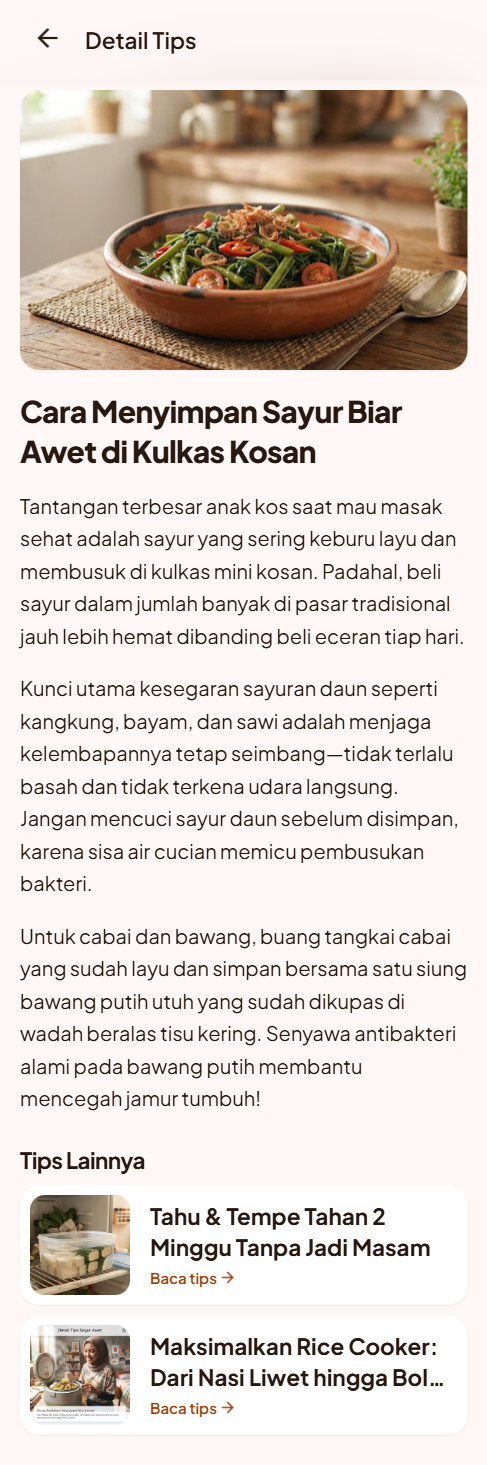 Detail Tips
Cara Menyimpan Sayur Biar
Awet di Kulkas Kosan
Tantangan terbesar anak kos saat mau masak
sehat adalah sayur yang sering keburu layu dan
membusuk di kulkas mini kosan. Padahal, beli
sayur dalam jumlah banyak di pasar tradisional
jauh lebih hemat dibanding beli eceran tiap hari.
Kunci utama kesegaran sayuran daun seperti
kangkung, bayam, dan sawi adalah menjaga
kelembapannya tetap seimbang—tidak terlalu
basah dan tidak terkena udara langsung.
Jangan mencuci sayur daun sebelum disimpan,
karena sisa air cucian memicu pembusukan
bakteri.
Untuk cabai dan bawang, buang tangkai cabai
yang sudah layu dan simpan bersama satu siung
bawang putih utuh yang sudah dikupas di
wadah beralas tisu kering. Senyawa antibakteri
alami pada bawang putih membantu
mencegah jamur tumbuh!
Tips Lainnya
Tahu & Tempe Tahan 2
Minggu Tanpa Jadi Masam
Baca tips →
Detail Tips Sayur Awet
Maksimalkan Rice Cooker:
Dari Nasi Liwet hingga Bol...
Baca tips →